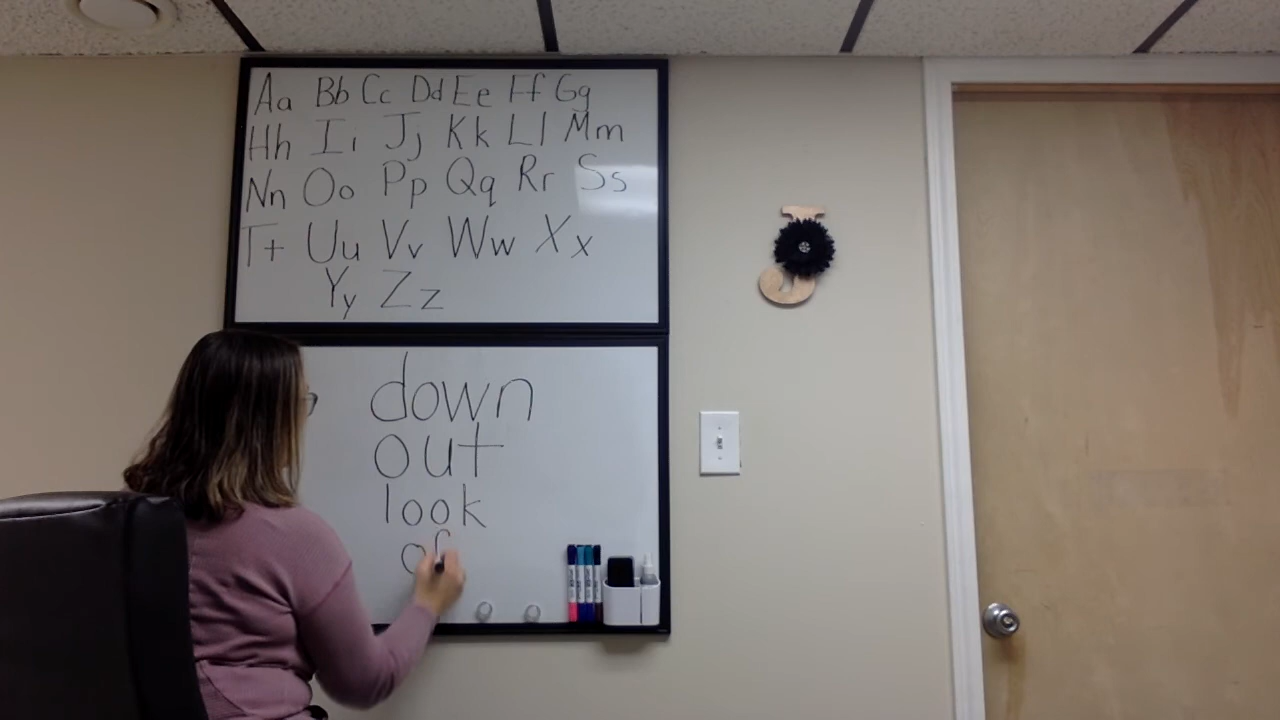 Aa Bb Cc Dd Ee Ff Gg
Hh Ii Jj Kk Ll Mm
Nn Oo Pp Qq Rr Ss
Tt Uu Vv Ww Xx
Yy Zz
down
out
look
of
J